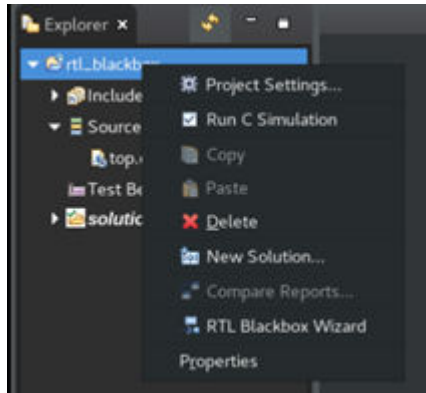 Explorer
rtl_blackbox
Include
Source
top.
Test Be
solutic
Project Settings...
Run C Simulation
Copy
Paste
Delete
New Solution...
Compare Reports...
RTL Blackbox Wizard
Properties